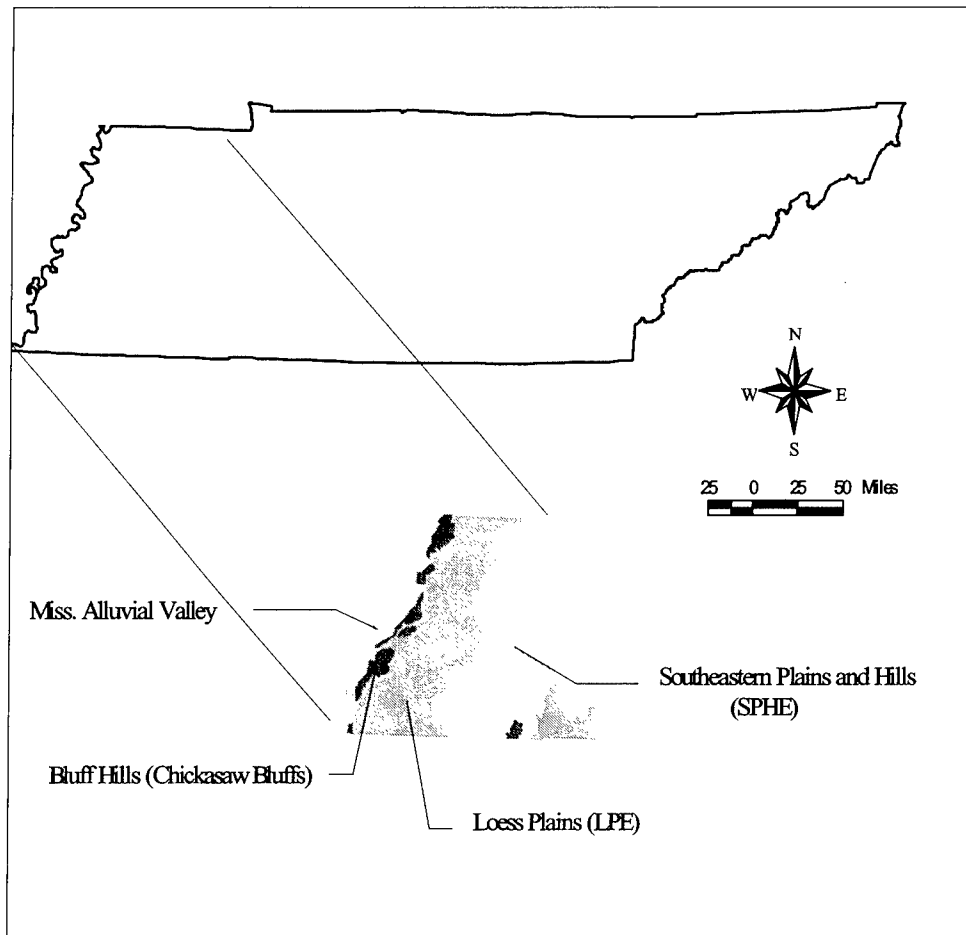 N
W E
S
25 0 25 50 Miles
Miss. Alluvial Valley
Southeastern Plains and Hills
(SPHE)
Bluff Hills (Chickasaw Bluffs)
Loess Plains (LPE)